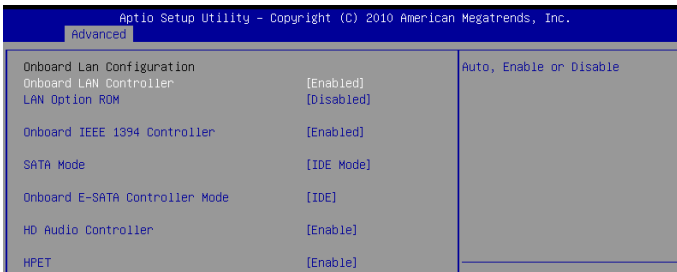 Aptio Setup Utility – Copyright (C) 2010 American Megatrends, Inc.
Advanced
Onboard Lan Configuration
Onboard LAN Controller [Enabled]
LAN Option ROM [Disabled]
Onboard IEEE 1394 Controller [Enabled]
SATA Mode [IDE Mode]
Onboard E-SATA Controller Mode [IDE]
HD Audio Controller [Enable]
HPET [Enable]
Auto, Enable or Disable